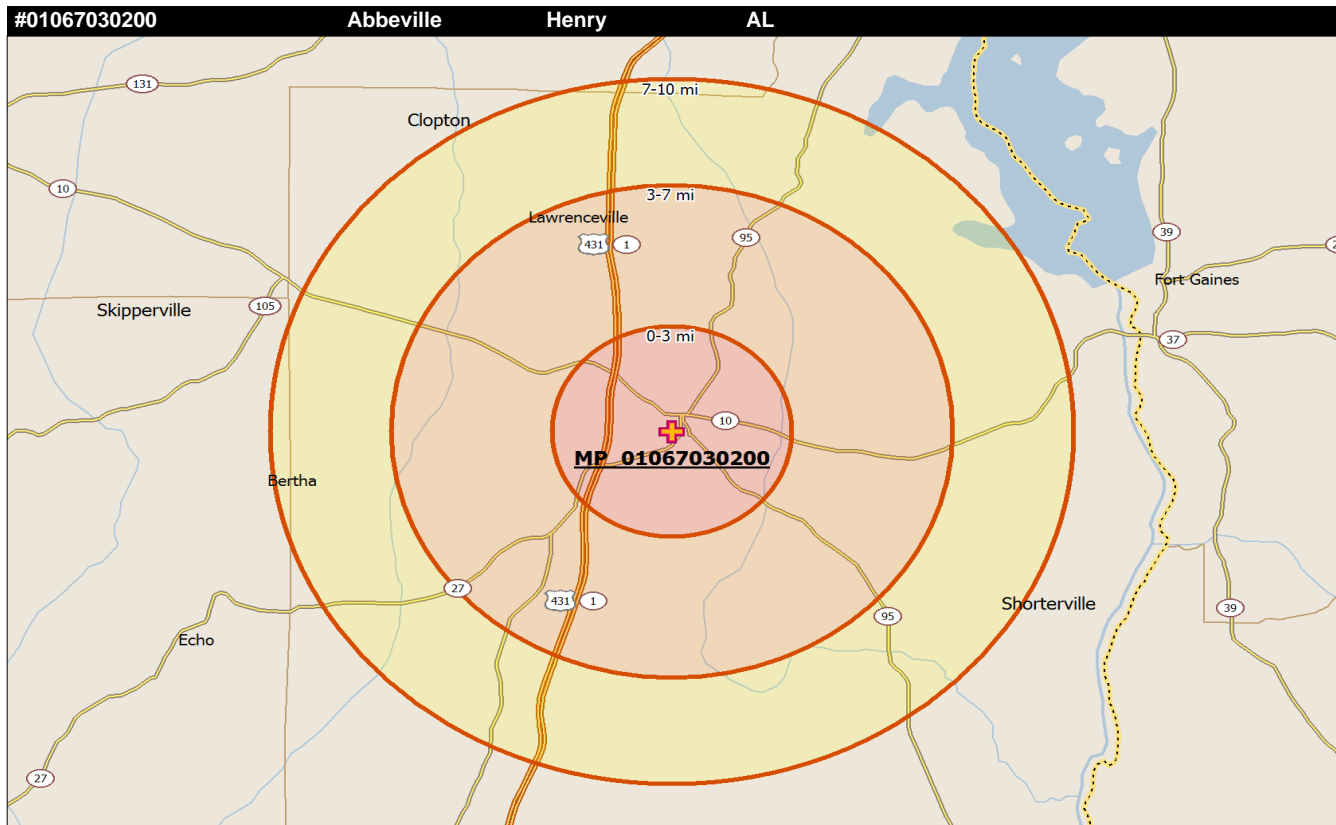 #01067030200 Abbeville Henry AL
131
7-10 mi
Clopton
10
3-7 mi
Lawrenceville
431 1
95
39
2
Fort Gaines
105
Skipperville
0-3 mi
37
10
MP 01067030200
Bertha
27
431 1
95
Shorterville
39
Echo
27